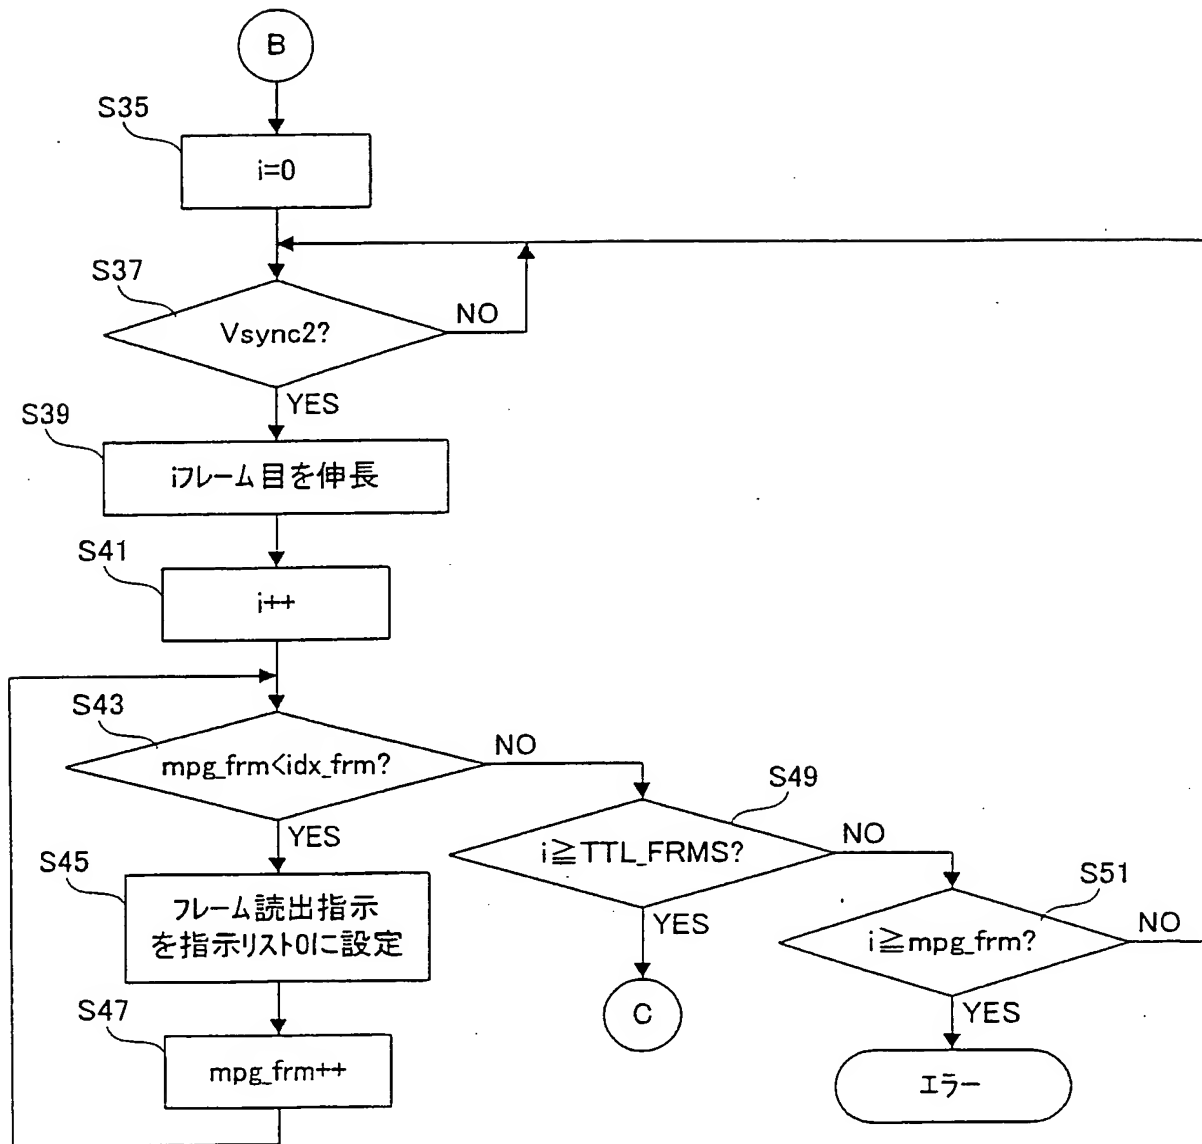 B
S35
i=0
S37
Vsync2?
NO
YES
S39
iフレーム目を伸長
S41
i++
S43
mpg_frm<idx_frm?
NO
YES
S45
フレーム読出指示
を指示リスト0に設定
S47
mpg_frm++
S49
i≧TTL_FRMS?
NO
YES
C
S51
i≧mpg_frm?
NO
YES
エラー